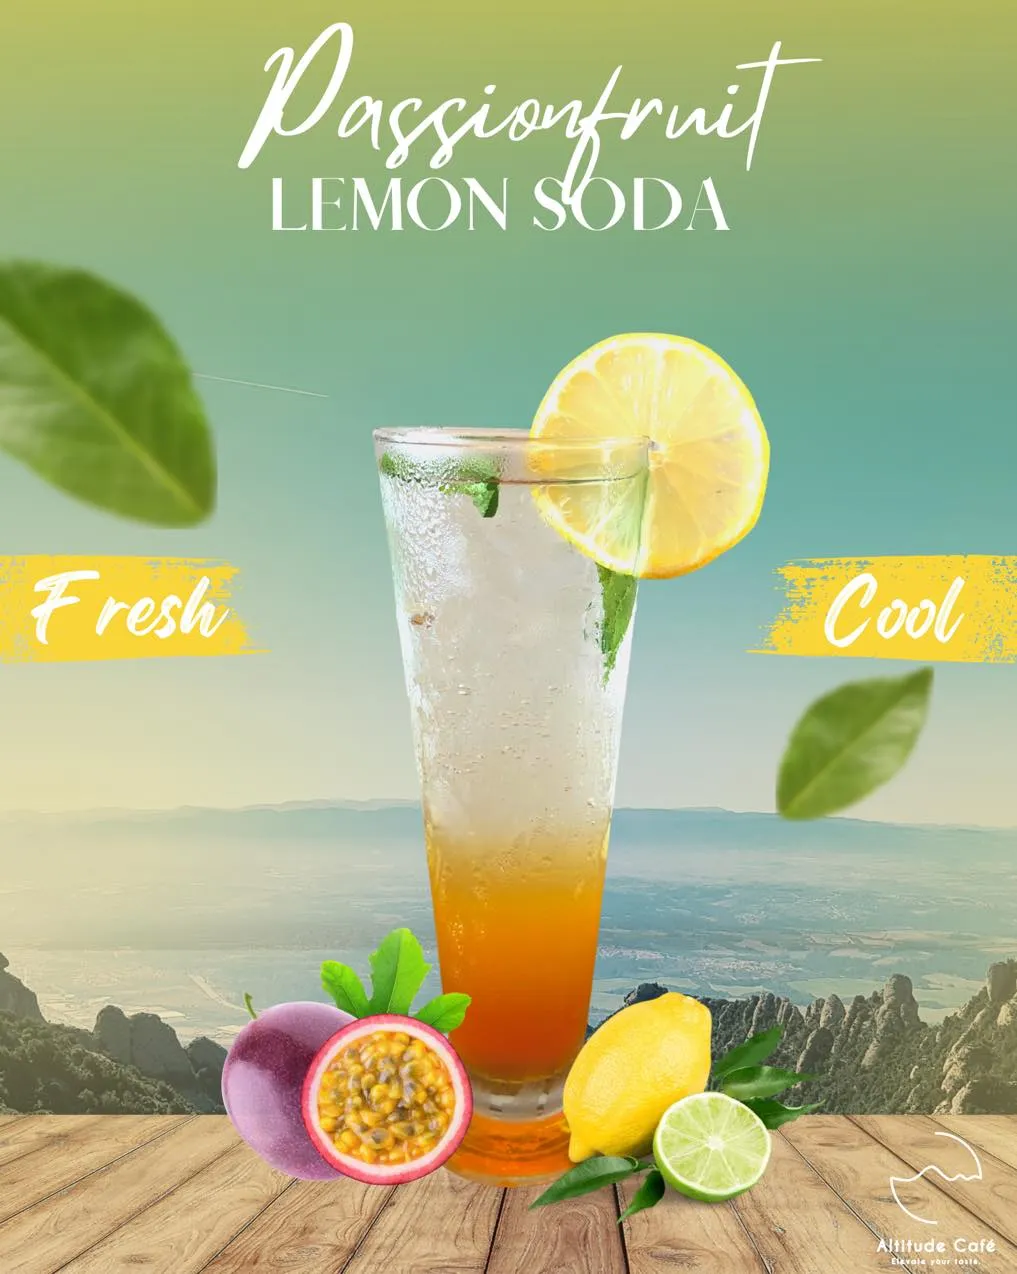 Passionfruit
LEMON SODA
Fresh
Cool
Altitude Café
Elevate your taste.